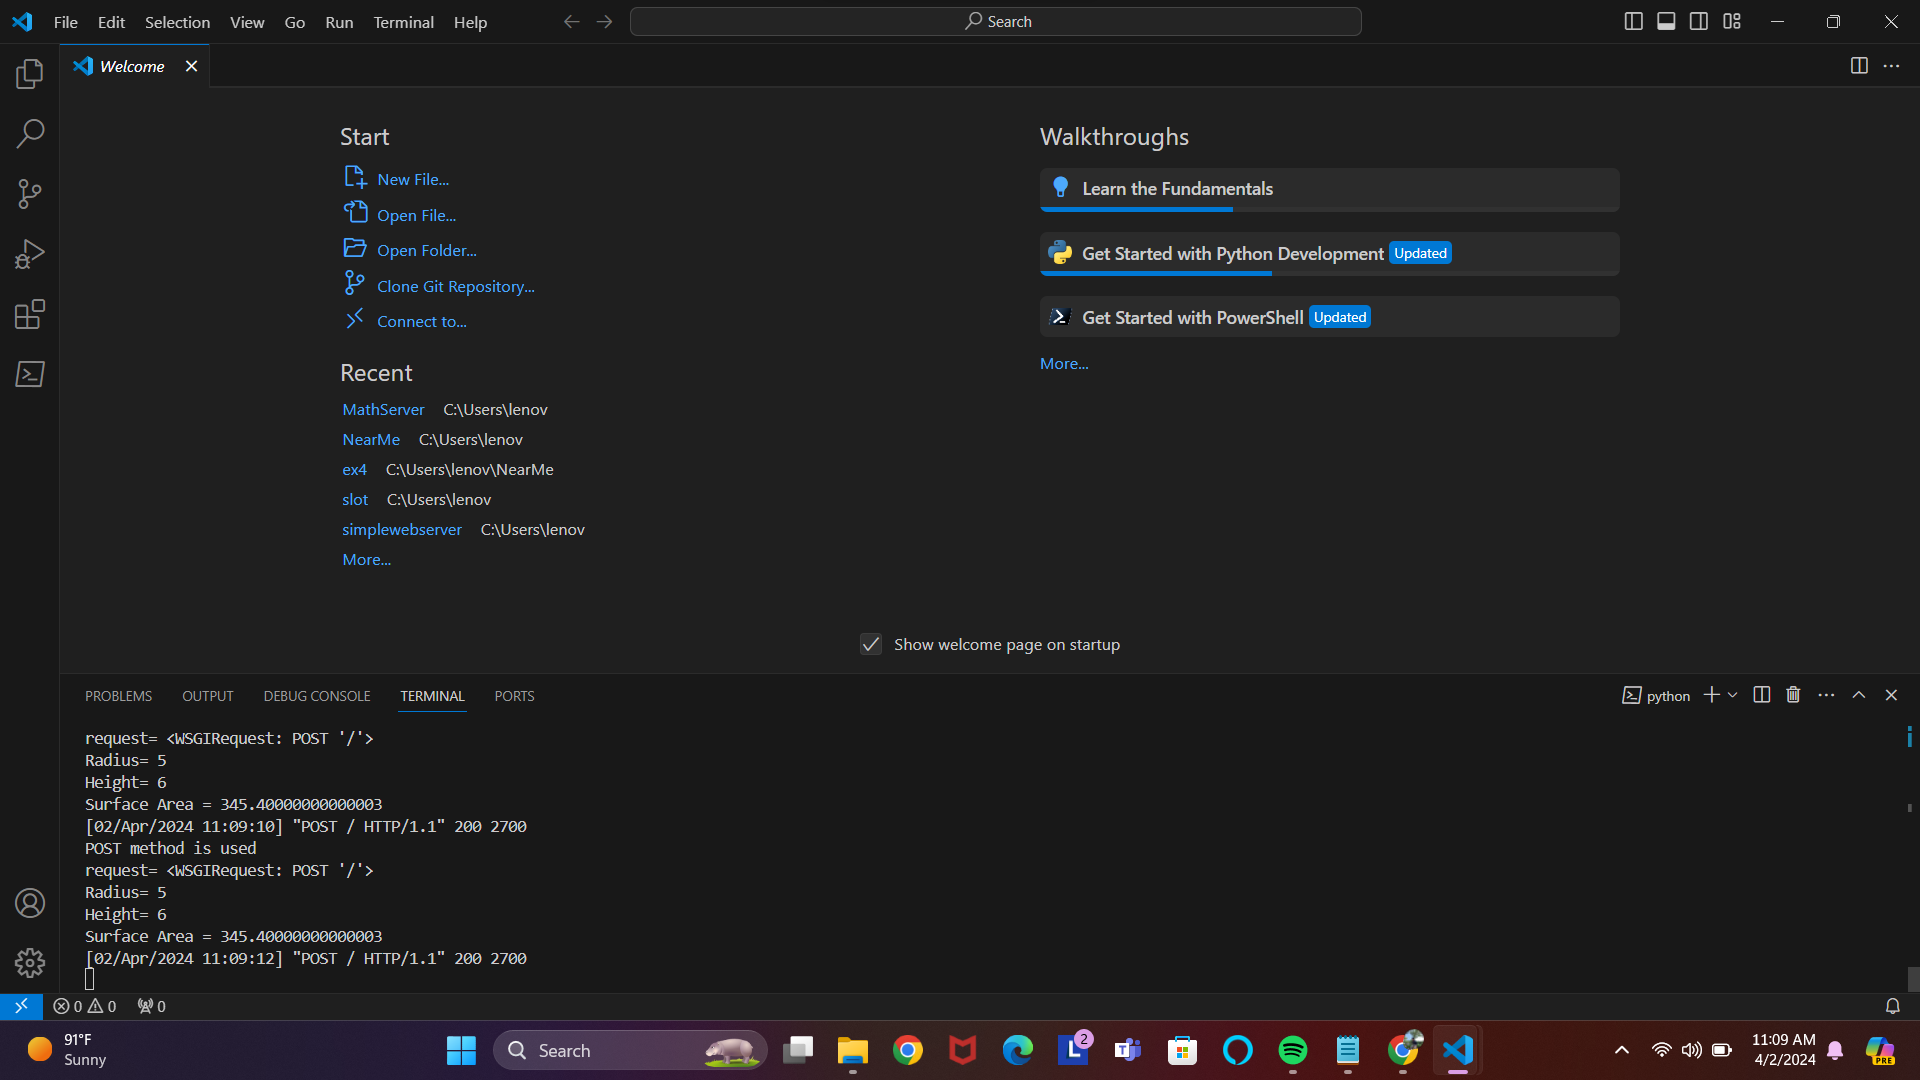 File Edit Selection View Go Run Terminal Help Search
Welcome
Start
New File...
Open File...
Open Folder...
Clone Git Repository...
Connect to...
Recent
MathServer C:\Users\lenov
NearMe C:\Users\lenov
ex4 C:\Users\lenov\NearMe
slot C:\Users\lenov
simplewebserver C:\Users\lenov
More...
Walkthroughs
Learn the Fundamentals
Get Started with Python Development Updated
Get Started with PowerShell Updated
More...
Show welcome page on startup
PROBLEMS OUTPUT DEBUG CONSOLE TERMINAL PORTS python
request= <WSGIRequest: POST '/'>
Radius= 5
Height= 6
Surface Area = 345.40000000000003
[02/Apr/2024 11:09:10] "POST / HTTP/1.1" 200 2700
POST method is used
request= <WSGIRequest: POST '/'>
Radius= 5
Height= 6
Surface Area = 345.40000000000003
[02/Apr/2024 11:09:12] "POST / HTTP/1.1" 200 2700
0 0 0
91°F
Sunny
Search
L 2
T
PRE
11:09 AM
4/2/2024